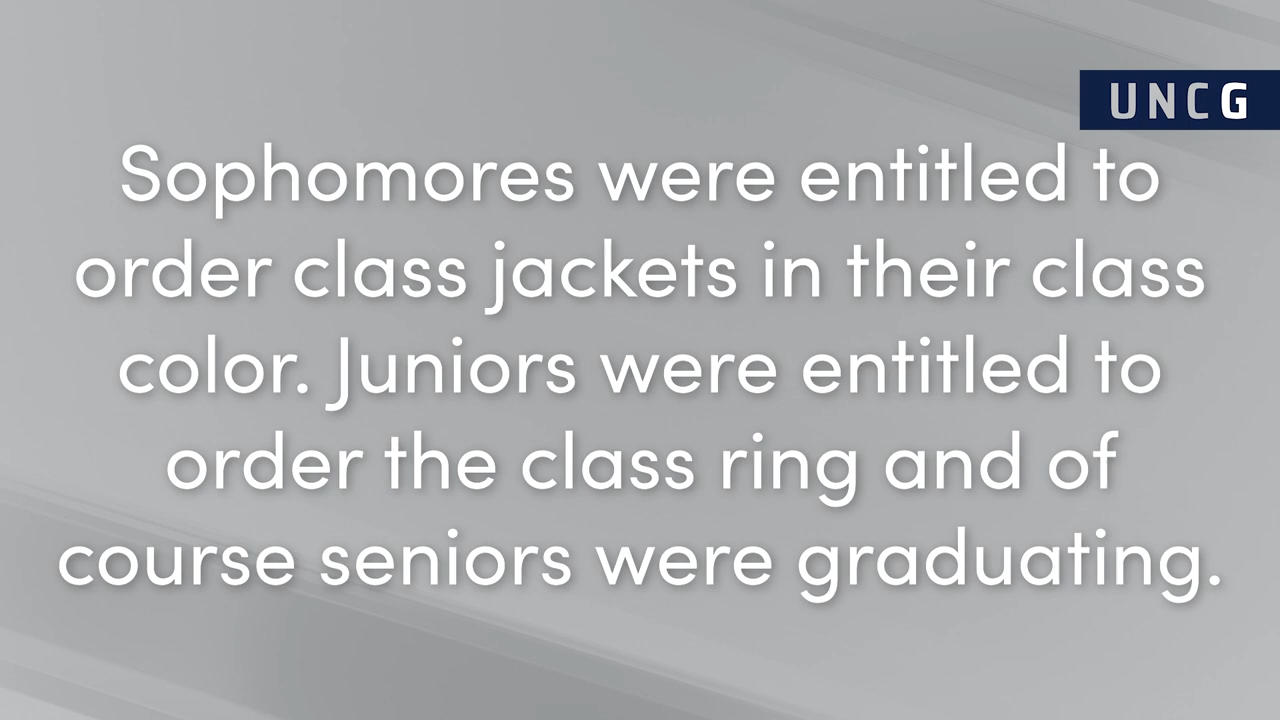 UNCG
Sophomores were entitled to
order class jackets in their class
color. Juniors were entitled to
order the class ring and of
course seniors were graduating.